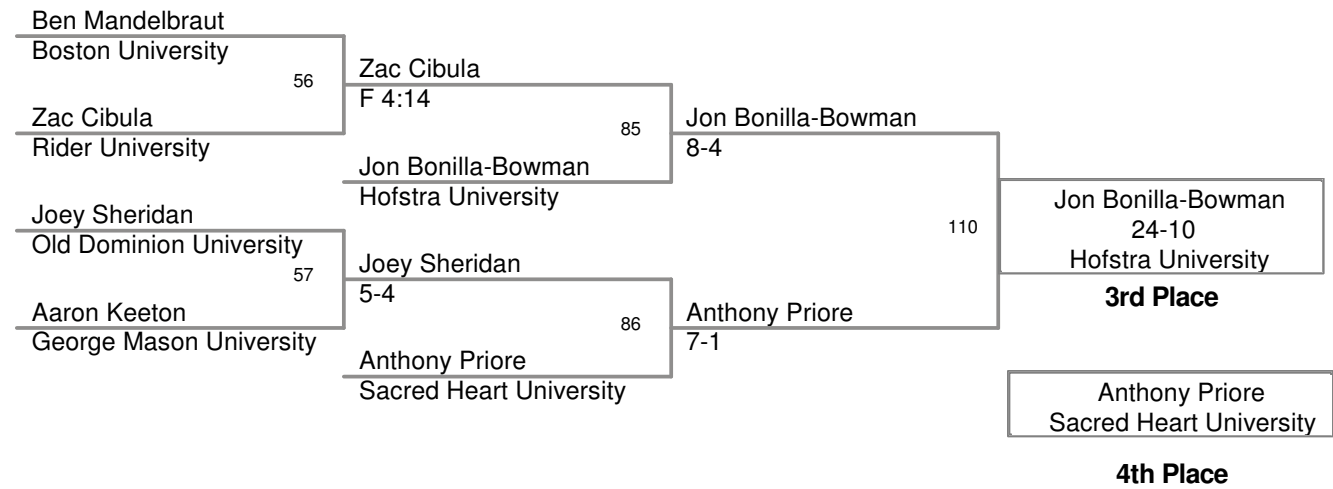 Ben Mandelbraut
Boston University
56
Zac Cibula
F 4:14
Zac Cibula
Rider University
85
Jon Bonilla-Bowman
8-4
Jon Bonilla-Bowman
Hofstra University
Joey Sheridan
Old Dominion University
57
Joey Sheridan
5-4
Aaron Keeton
George Mason University
86
Anthony Priore
7-1
Anthony Priore
Sacred Heart University
110
Jon Bonilla-Bowman
24-10
Hofstra University
3rd Place
Anthony Priore
Sacred Heart University
4th Place